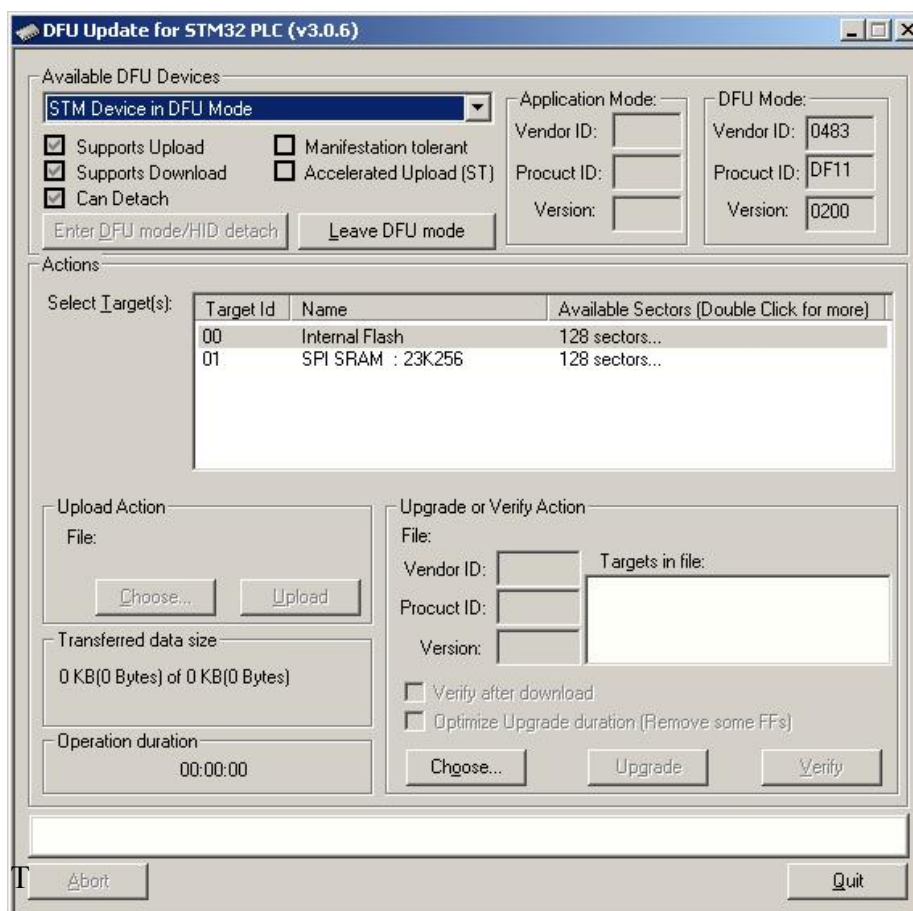 DFU Update for STM32 PLC (v3.0.6)
Available DFU Devices
STM Device in DFU Mode
Supports Upload
Manifestation tolerant
Supports Download
Accelerated Upload (ST)
Can Detach
Enter DFU mode/HID detach
Leave DFU mode
Application Mode:
Vendor ID:
Procuct ID:
Version:
DFU Mode:
Vendor ID: 0483
Procuct ID: DF11
Version: 0200
Actions
Select Target(s):
Target Id Name Available Sectors (Double Click for more)
00 Internal Flash 128 sectors...
01 SPI SRAM : 23K256 128 sectors...
Upload Action
File:
Choose... Upload
Transferred data size
0 KB(0 Bytes) of 0 KB(0 Bytes)
Operation duration
00:00:00
Upgrade or Verify Action
File:
Vendor ID:
Procuct ID:
Version:
Targets in file:
Verify after download
Optimize Upgrade duration (Remove some FFs)
Choose... Upgrade Verify
T
Abort Quit